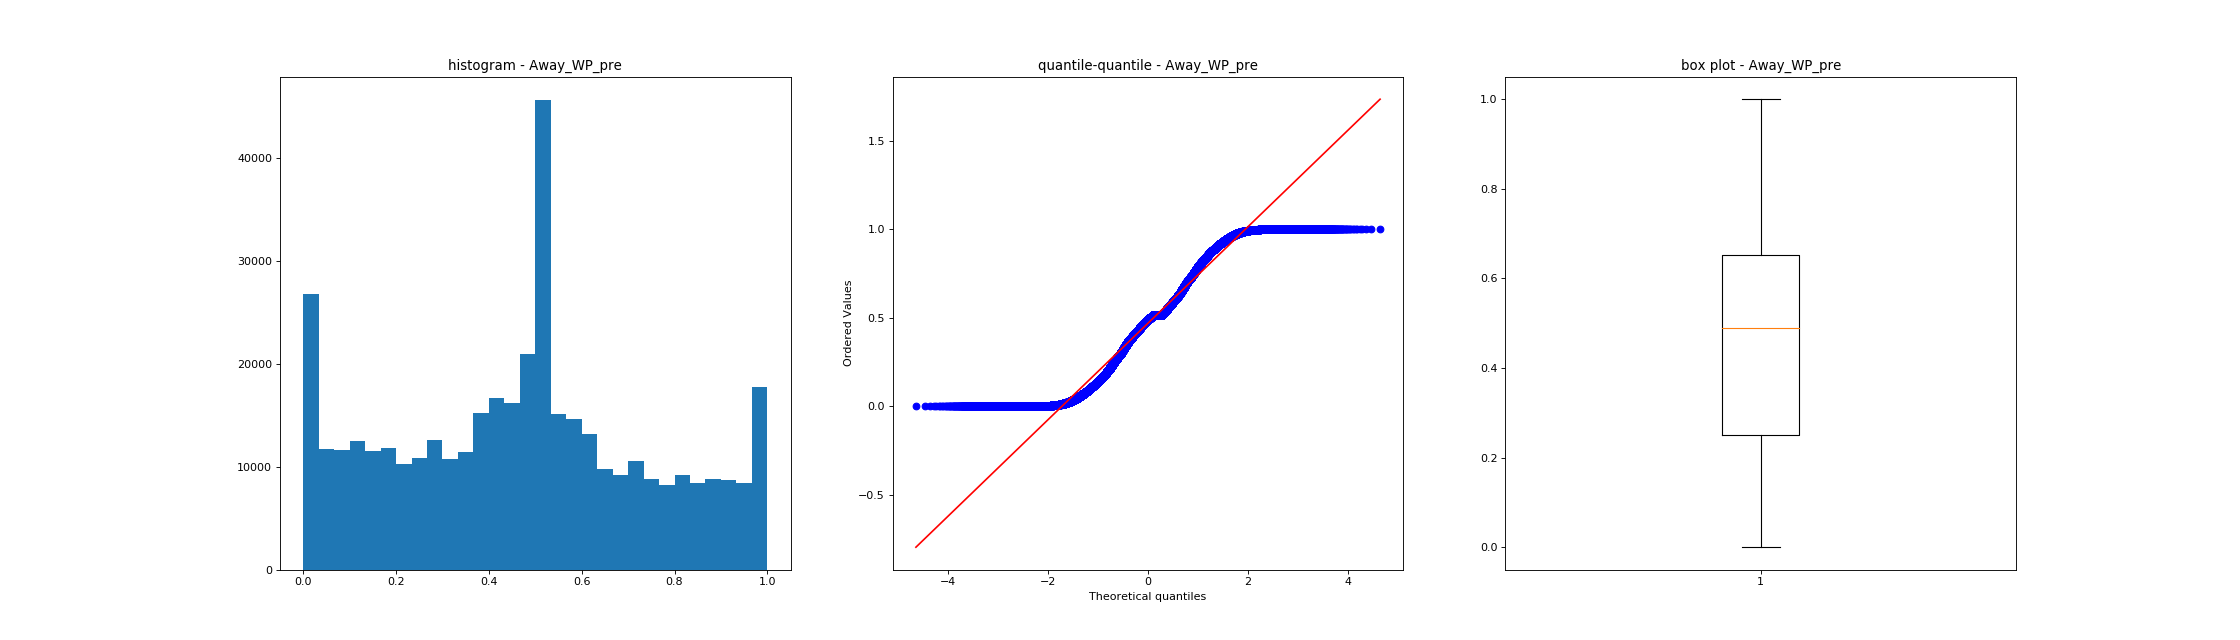 histogram - Away_WP_pre
40000
30000
20000
10000
0
0.0 0.2 0.4 0.6 0.8 1.0
quantile-quantile - Away_WP_pre
Ordered Values
1.5
1.0
0.5
0.0
−0.5
−4 −2 0 2 4
Theoretical quantiles
box plot - Away_WP_pre
1.0
0.8
0.6
0.4
0.2
0.0
1